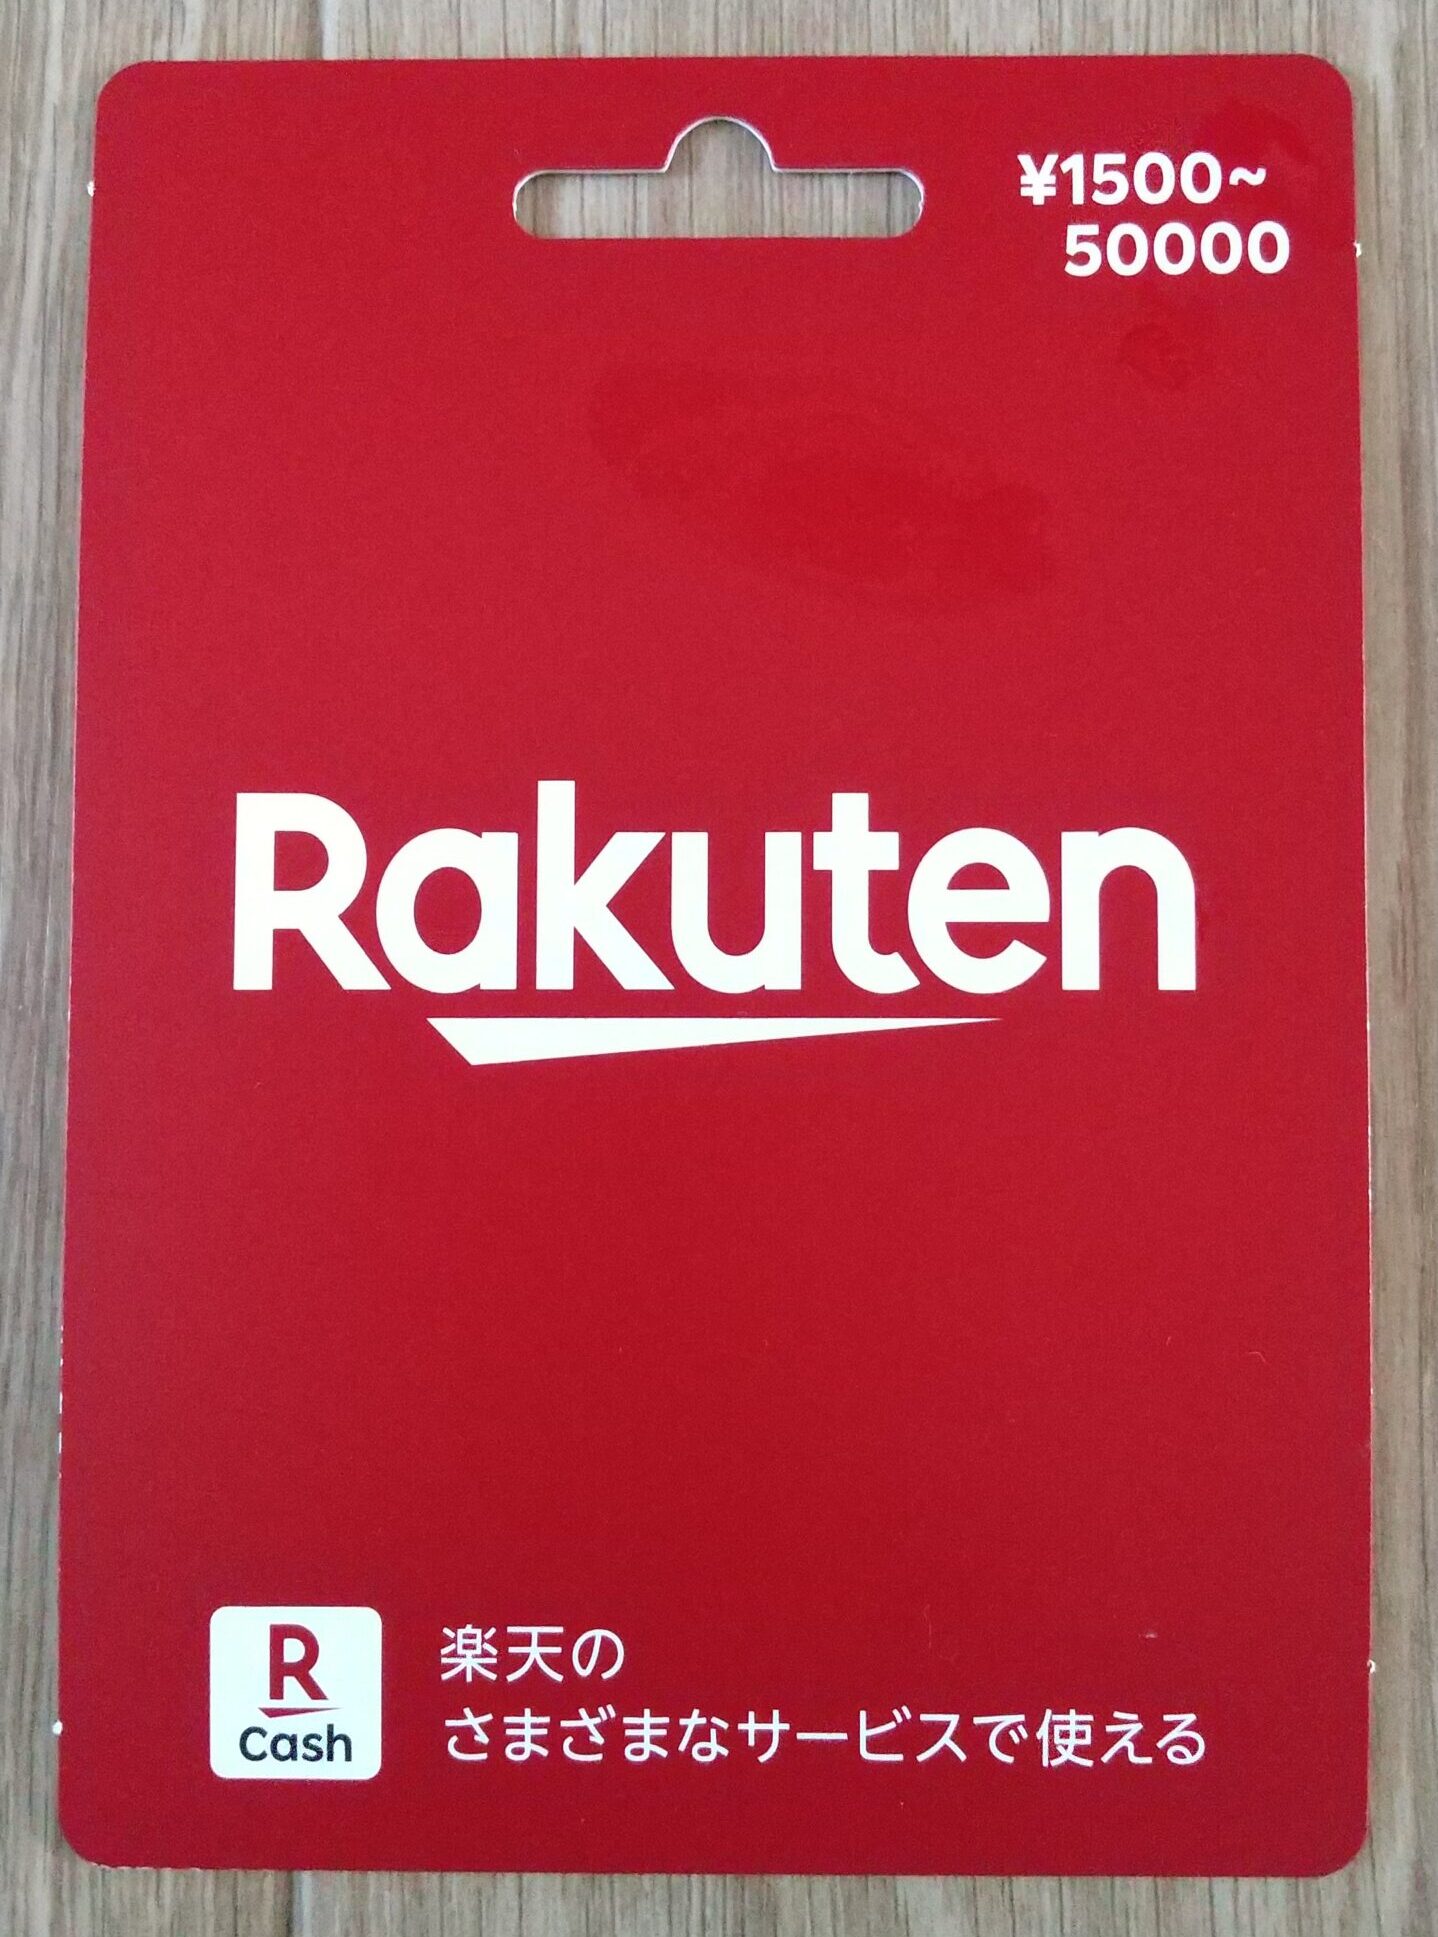 ¥1500~
50000
Rakuten
R
Cash
楽天の
さまざまなサービスで使える